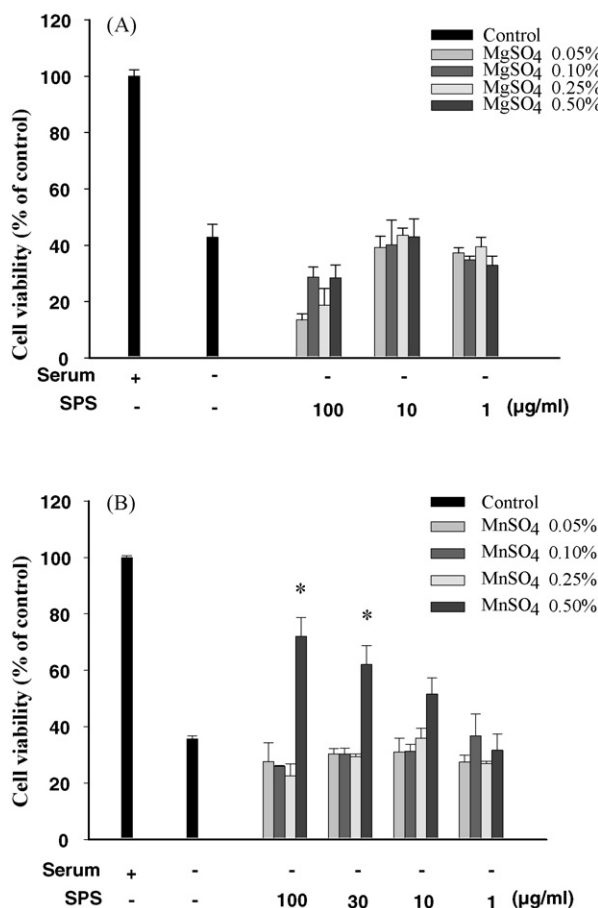 (A)
Control
MgSO4 0.05%
MgSO4 0.10%
MgSO4 0.25%
MgSO4 0.50%
Cell viability (% of control)
120
100
80
60
40
20
0
Serum + - - - -
SPS - - 100 10 1 (µg/ml)
(B)
Control
MnSO4 0.05%
MnSO4 0.10%
MnSO4 0.25%
MnSO4 0.50%
Cell viability (% of control)
120
100
80
60
40
20
0
* *
Serum + - - - - -
SPS - - 100 30 10 1 (µg/ml)